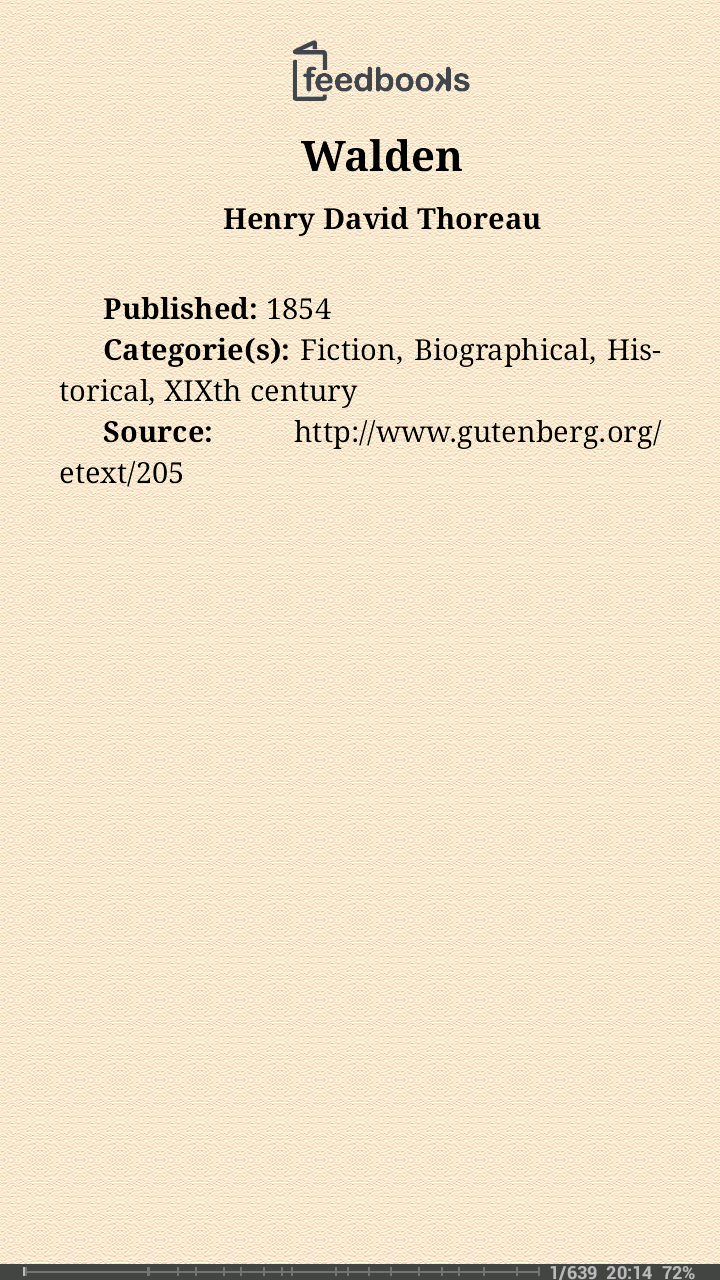 feedbooks
Walden
Henry David Thoreau
Published: 1854
Categorie(s): Fiction, Biographical, His-
torical, XIXth century
Source: http://www.gutenberg.org/
etext/205
1/639 20:14 72%